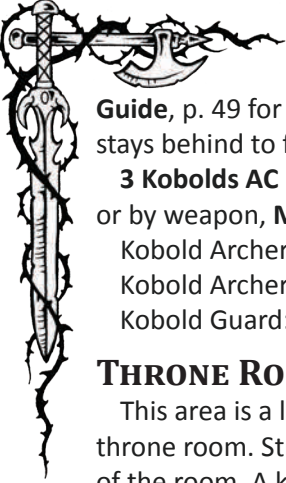 Guide, p. 49 for
stays behind to f
3 Kobolds AC
or by weapon, M
Kobold Archer
Kobold Archer
Kobold Guard:
THRONE RO
This area is a l
throne room. St
of the room. A k